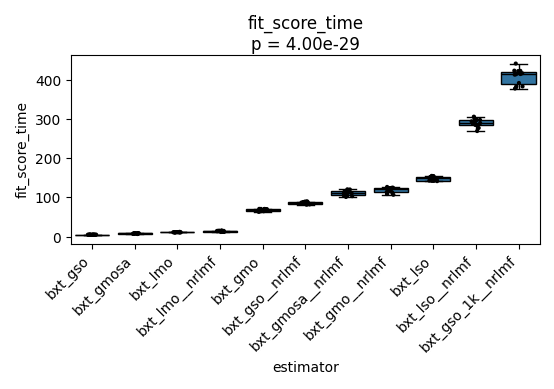 fit_score_time
p = 4.00e-29
fit_score_time
400
300
200
100
0
bxt_gso
bxt_gmosa
bxt_lmo
bxt_lmo__nrlmf
bxt_gmo
bxt_gso__nrlmf
bxt_gmosa__nrlmf
bxt_gmo__nrlmf
bxt_lso
bxt_lso__nrlmf
bxt_gso_1k__nrlmf
estimator